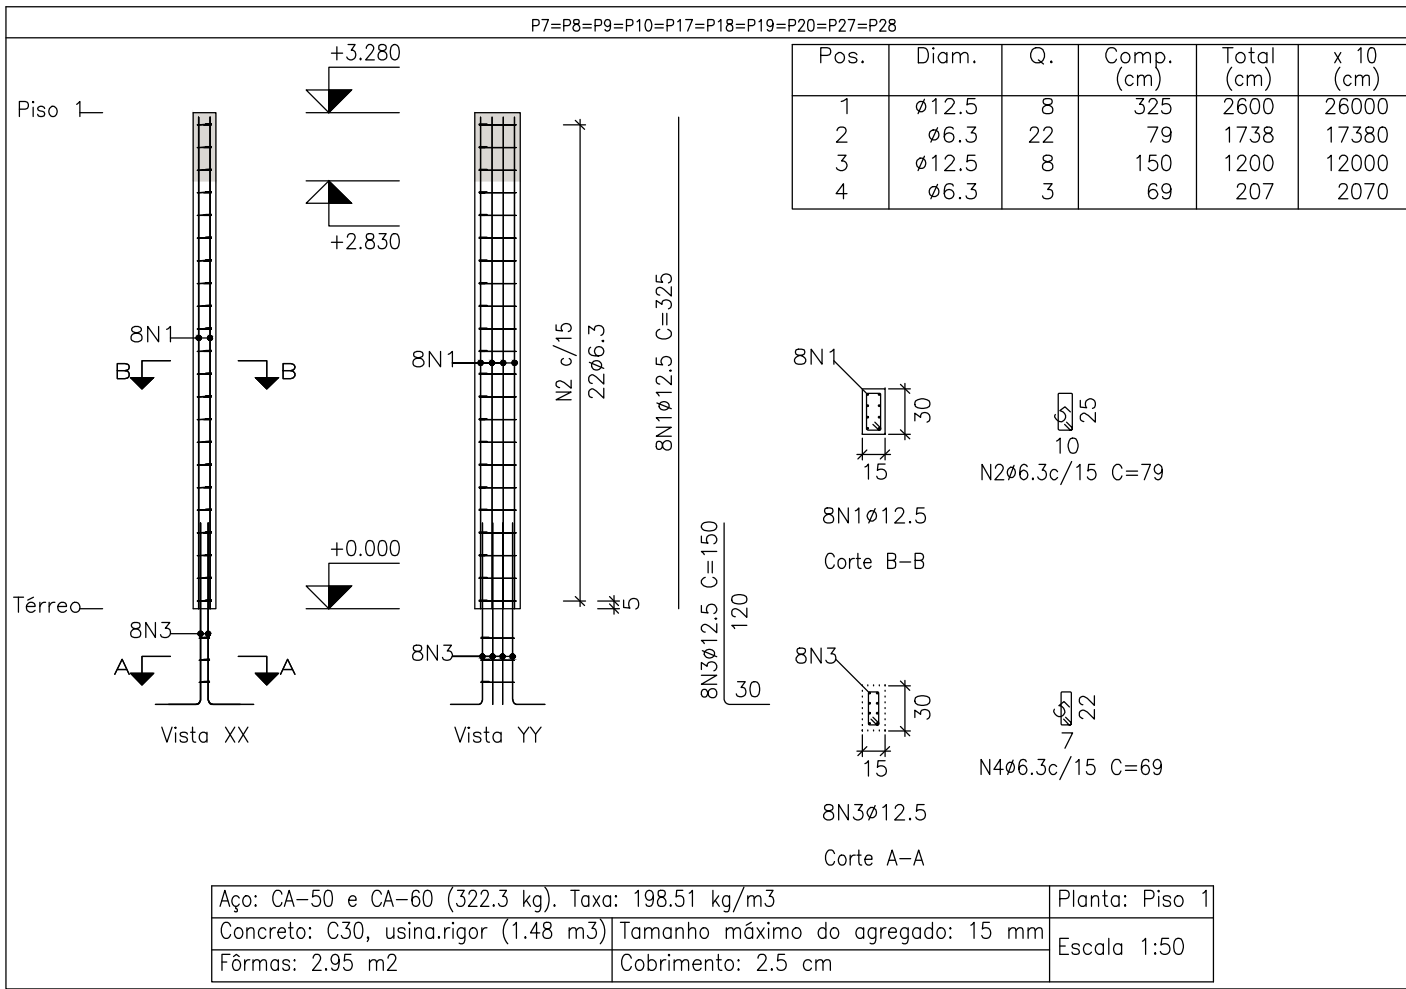 P7=P8=P9=P10=P17=P18=P19=P20=P27=P28
Pos. Diam. Q. Comp. (cm) Total (cm) x 10 (cm)
1 ø12.5 8 325 2600 26000
2 ø6.3 22 79 1738 17380
3 ø12.5 8 150 1200 12000
4 ø6.3 3 69 207 2070
+3.280
Piso 1
+2.830
8N1
B
B
+0.000
Térreo
8N3
A
A
Vista XX
8N1
8N3
Vista YY
N2 c/15
22ø6.3
5
8N1ø12.5 C=325
8N3ø12.5 C=150
120
30
8N1
30
15
8N1ø12.5
Corte B-B
5
25
10
N2ø6.3c/15 C=79
8N3
30
15
8N3ø12.5
Corte A-A
22
7
N4ø6.3c/15 C=69
Aço: CA-50 e CA-60 (322.3 kg). Taxa: 198.51 kg/m3
Planta: Piso 1
Concreto: C30, usina.rigor (1.48 m3)
Tamanho máximo do agregado: 15 mm
Escala 1:50
Fôrmas: 2.95 m2
Cobrimento: 2.5 cm